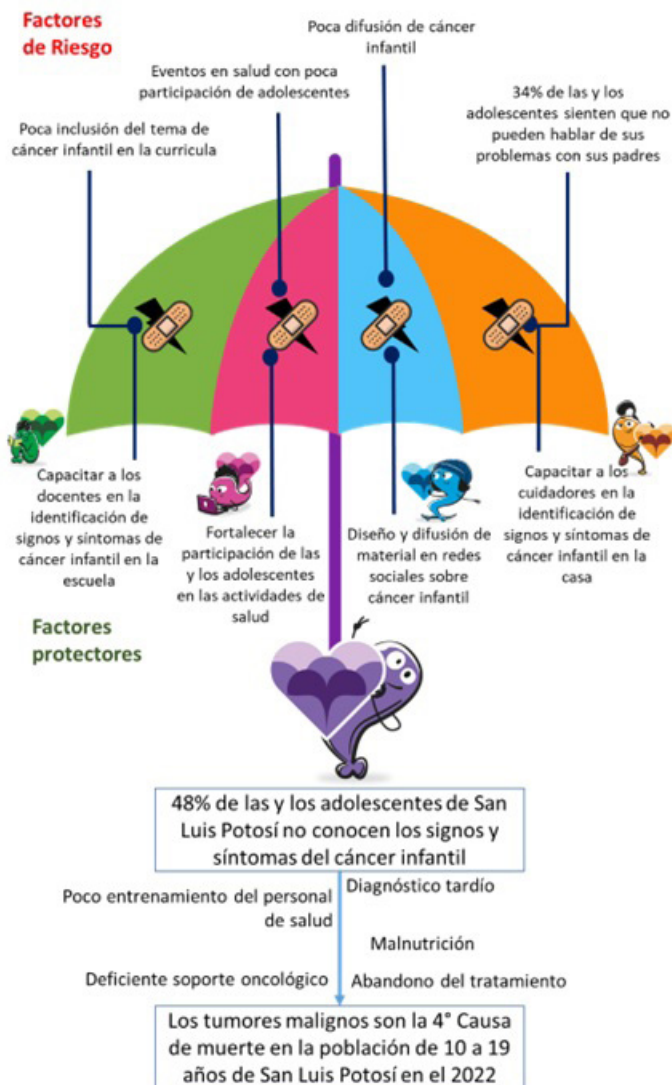 Factores
de Riesgo
Poca difusión de cáncer
infantil
Eventos en salud con poca
participación de adolescentes
34% de las y los
adolescentes sienten que no
pueden hablar de sus
problemas con sus padres
Poca inclusión del tema de
cáncer infantil en la curricula
Capacitar a los
docentes en la
identificación de
signos y síntomas
de cáncer infantil en la
escuela
Fortalecer la
participación de las
y los adolescentes
en las actividades de
salud
Diseño y difusión de
material en redes
sociales sobre
cáncer infantil
Capacitar a los
cuidadores en la
identificación de
signos y síntomas de
cáncer infantil en la
casa
Factores
protectores
48% de las y los adolescentes de San
Luis Potosí no conocen los signos y
síntomas del cáncer infantil
Poco entrenamiento del personal
de salud
Diagnóstico tardío
Malnutrición
Deficiente soporte oncológico
Abandono del tratamiento
Los tumores malignos son la 4° Causa
de muerte en la población de 10 a 19
años de San Luis Potosí en el 2022